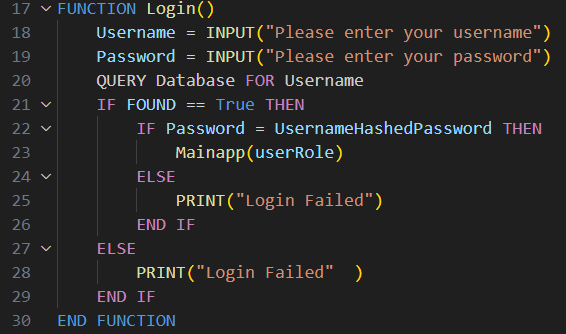 17 FUNCTION Login()
18     Username = INPUT("Please enter your username")
19     Password = INPUT("Please enter your password")
20     QUERY Database FOR Username
21     IF FOUND == True THEN
22         IF Password = UsernameHashedPassword THEN
23             Mainapp(userRole)
24         ELSE
25             PRINT("Login Failed")
26         END IF
27     ELSE
28         PRINT("Login Failed"  )
29     END IF
30 END FUNCTION